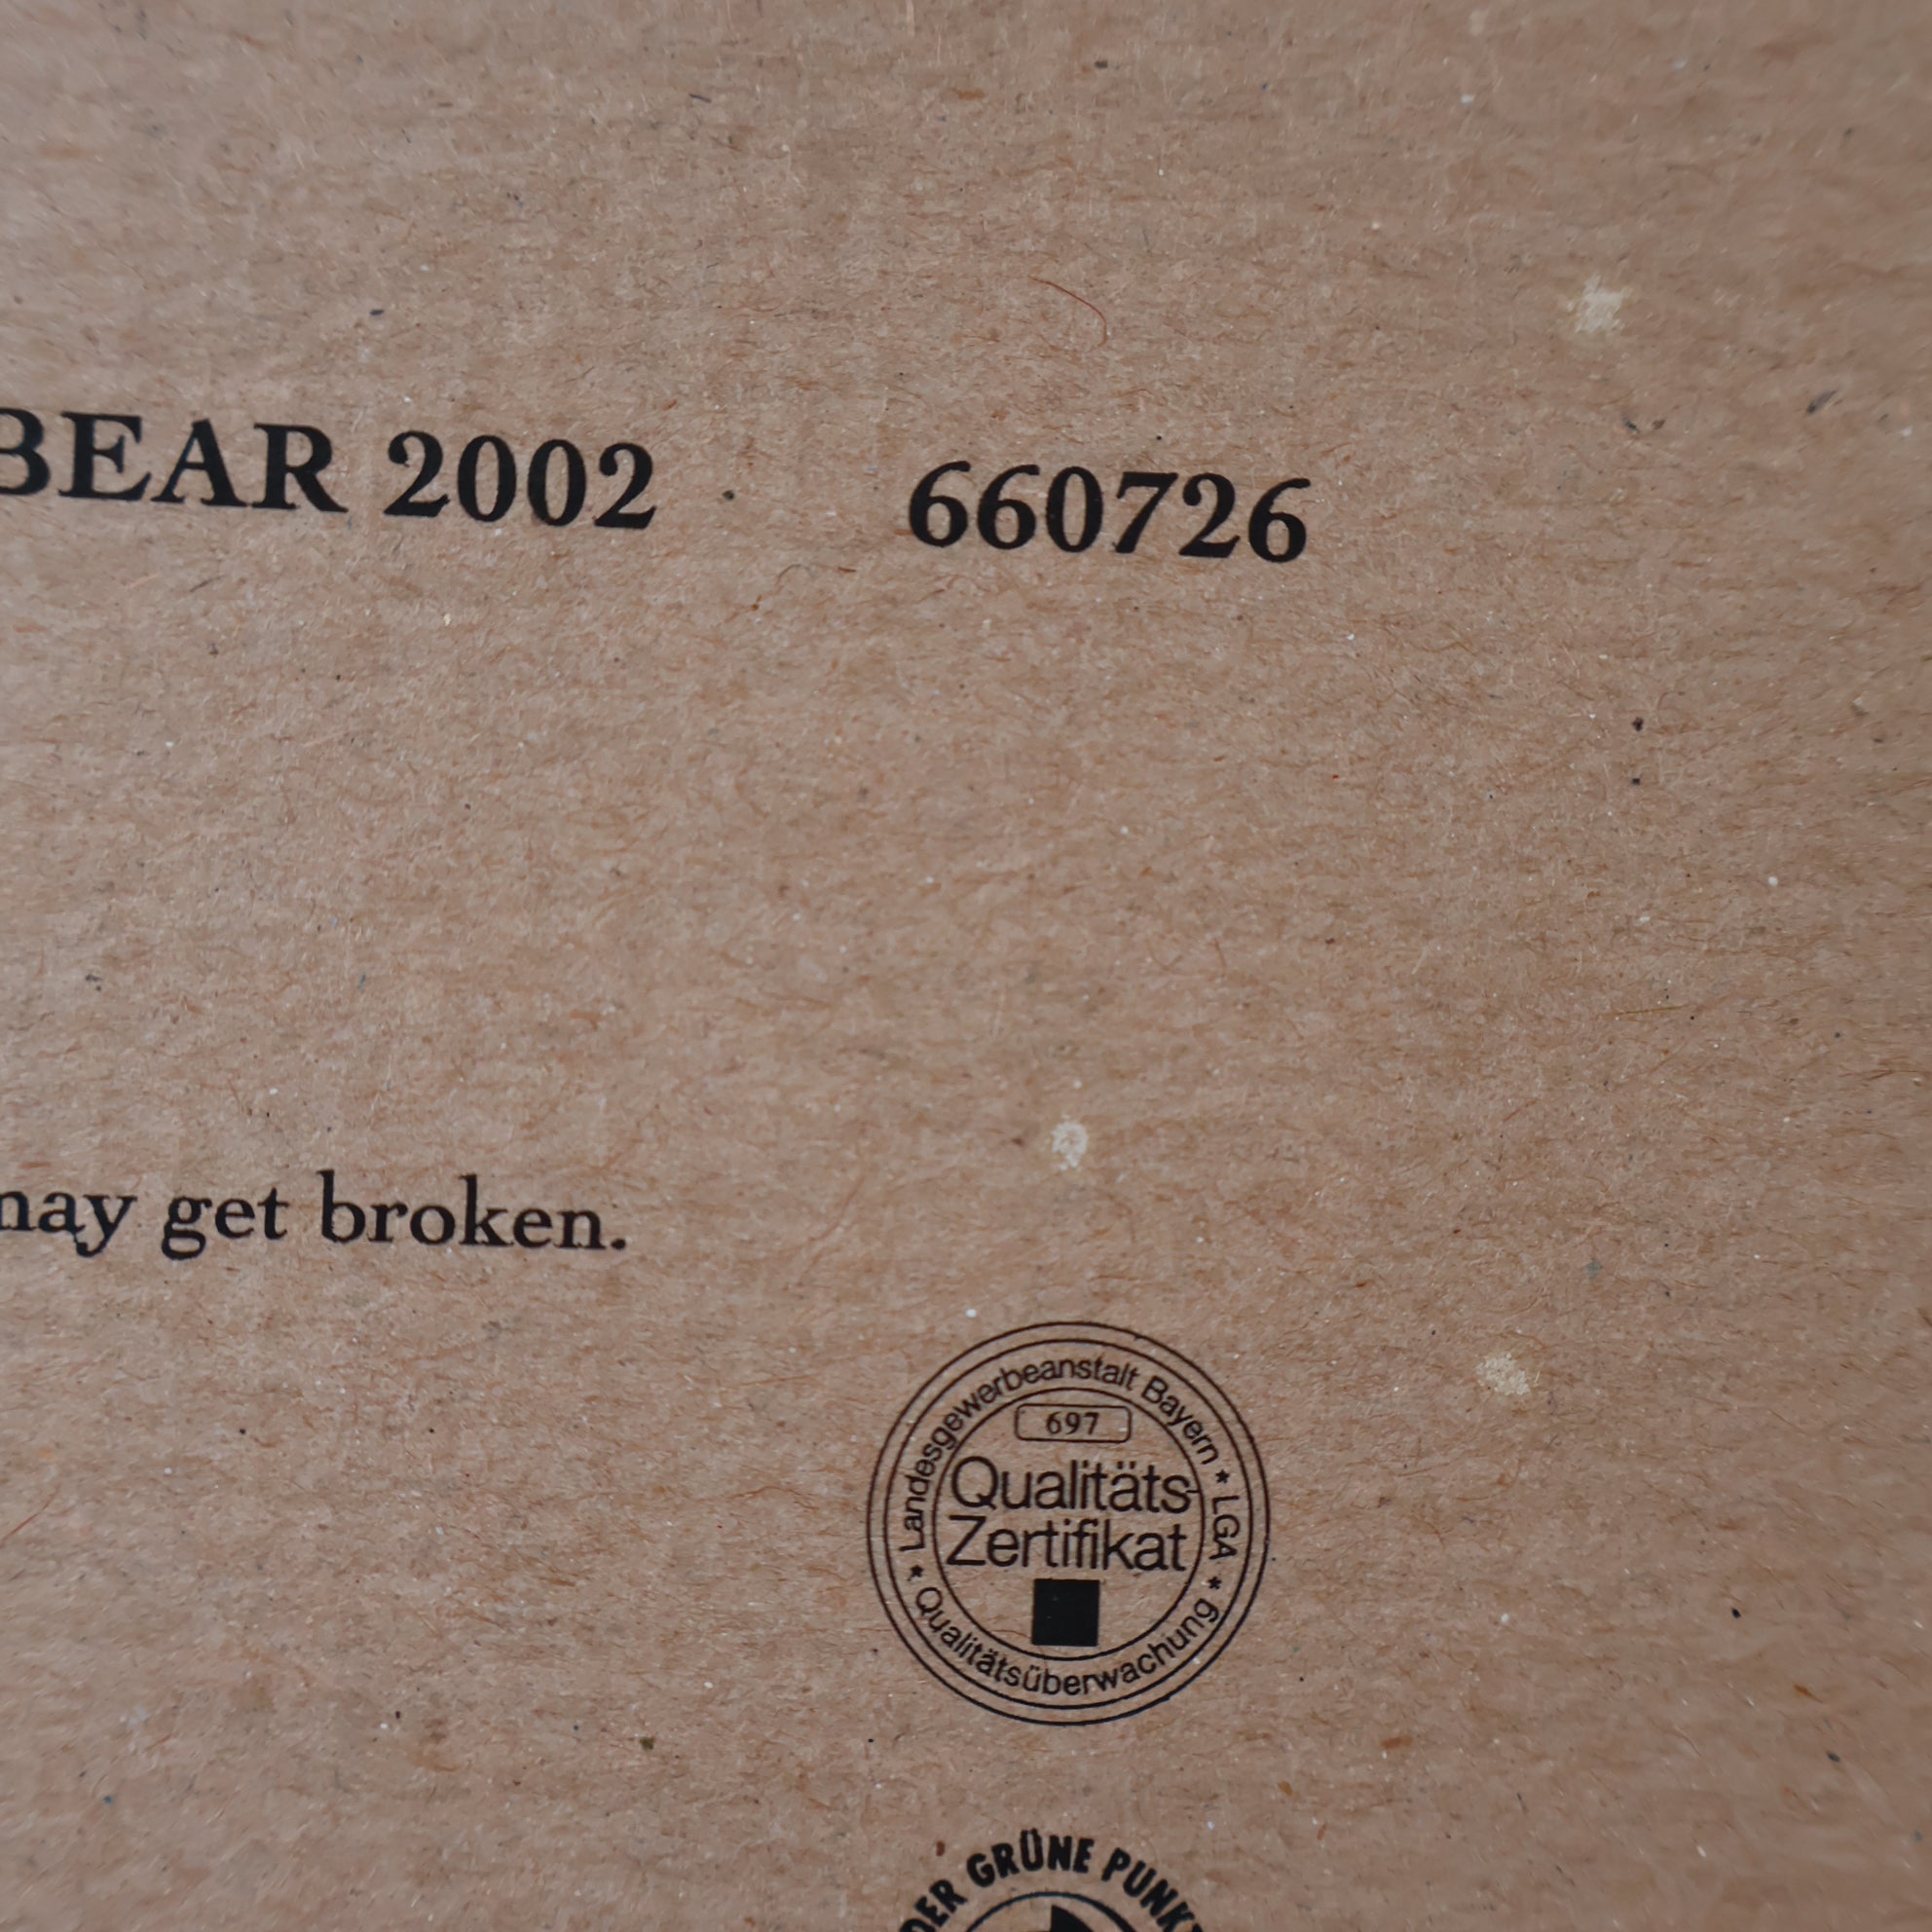 BEAR 2002 660726
may get broken.
Landesgewerbeanstalt Bayern * LGA *
697
Qualitäts-
Zertifikat
* Qualitätsüberwachung
DER GRÜNE PUNKT